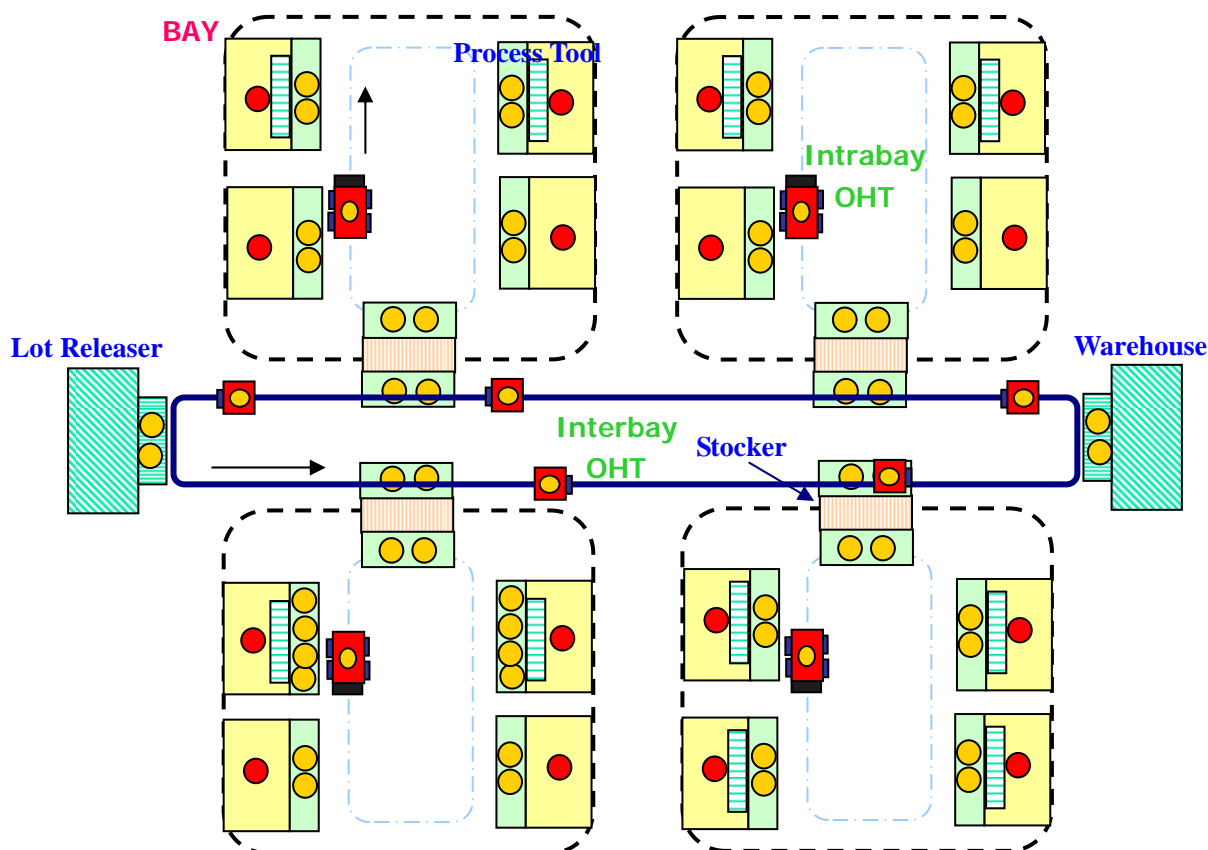 BAY
Process Tool
Intrabay
OHT
Lot Releaser
Warehouse
Interbay
OHT
Stocker